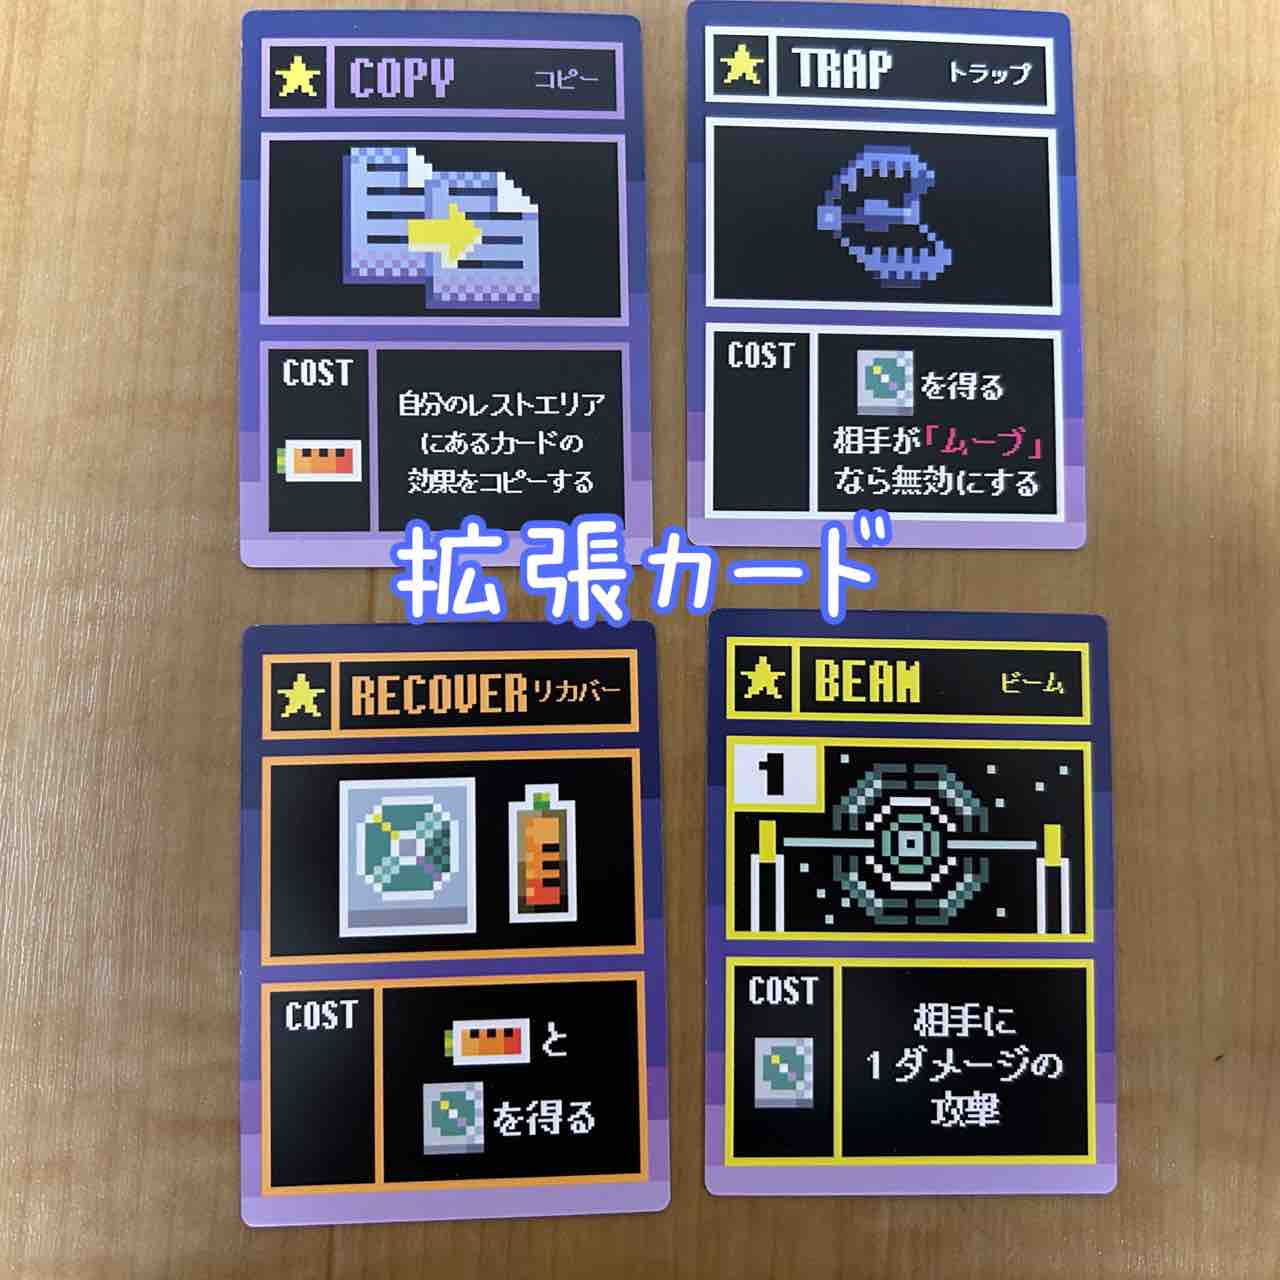 COPY コピー
COST
自分のレストエリア
にあるカードの
効果をコピーする
TRAP トラップ
COST
を得る
相手が「ムーブ」
なら無効にする
拡張カード
RECOVER リカバー
COST
と
を得る
BEAM ビーム
1
COST
相手に
1ダメージの
攻撃